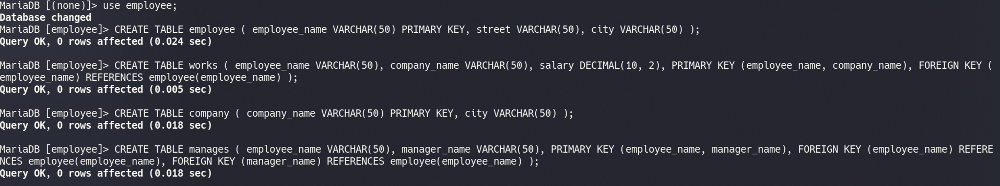 MariaDB [(none)]> use employee;
Database changed
MariaDB [employee]> CREATE TABLE employee ( employee_name VARCHAR(50) PRIMARY KEY, street VARCHAR(50), city VARCHAR(50) );
Query OK, 0 rows affected (0.024 sec)
MariaDB [employee]> CREATE TABLE works ( employee_name VARCHAR(50), company_name VARCHAR(50), salary DECIMAL(10, 2), PRIMARY KEY (employee_name, company_name), FOREIGN KEY (
employee_name) REFERENCES employee(employee_name) );
Query OK, 0 rows affected (0.005 sec)
MariaDB [employee]> CREATE TABLE company ( company_name VARCHAR(50) PRIMARY KEY, city VARCHAR(50) );
Query OK, 0 rows affected (0.018 sec)
MariaDB [employee]> CREATE TABLE manages ( employee_name VARCHAR(50), manager_name VARCHAR(50), PRIMARY KEY (employee_name, manager_name), FOREIGN KEY (employee_name) REFERE
NCES employee(employee_name), FOREIGN KEY (manager_name) REFERENCES employee(employee_name) );
Query OK, 0 rows affected (0.018 sec)